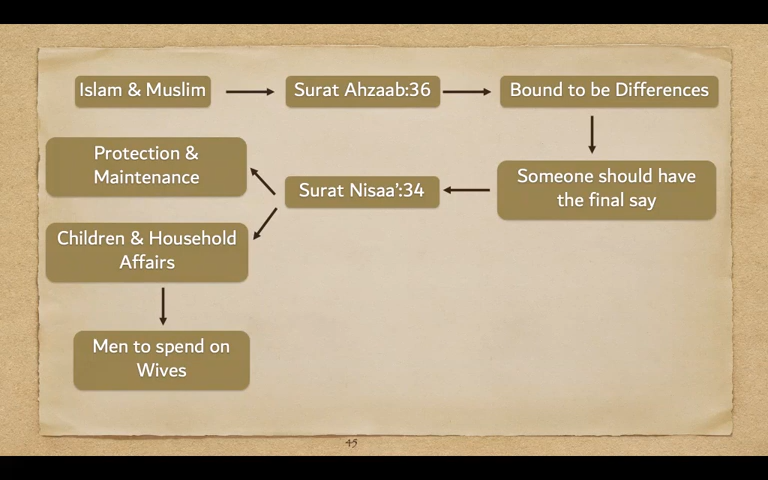 Islam & Muslim
Surat Ahzaab:36
Bound to be Differences
Someone should have
the final say
Surat Nisaa':34
Protection &
Maintenance
Children & Household
Affairs
Men to spend on
Wives
45